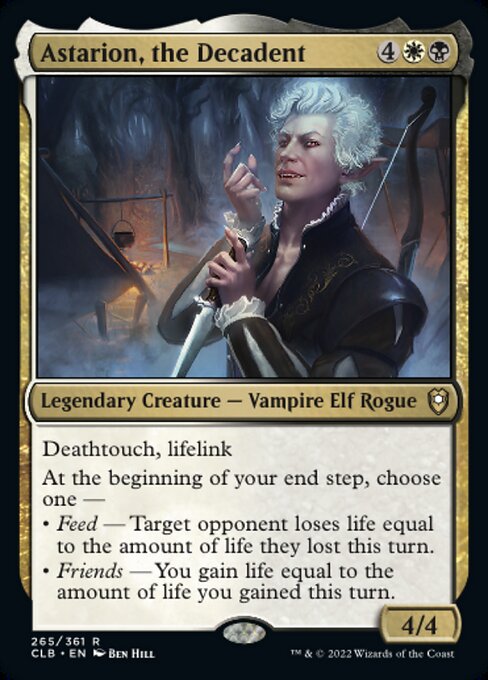 Astarion, the Decadent 4
Legendary Creature — Vampire Elf Rogue
Deathtouch, lifelink
At the beginning of your end step, choose
one —
• Feed — Target opponent loses life equal
to the amount of life they lost this turn.
• Friends — You gain life equal to the
amount of life you gained this turn.
4/4
265/361 R
CLB • EN Ben Hill
™ & © 2022 Wizards of the Coast